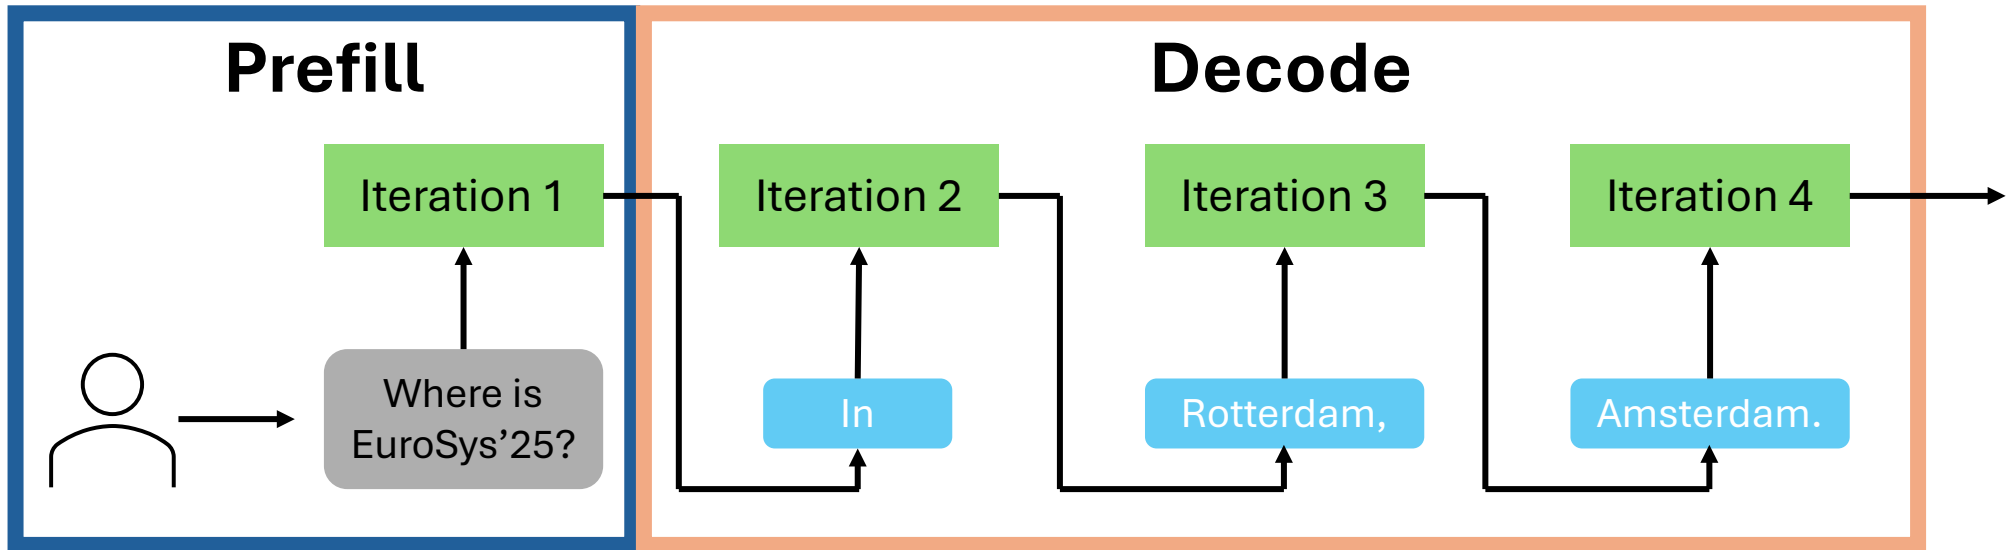 Prefill
Decode
Iteration 1
Iteration 2
Iteration 3
Iteration 4
Where is
EuroSys’25?
In
Rotterdam,
Amsterdam.